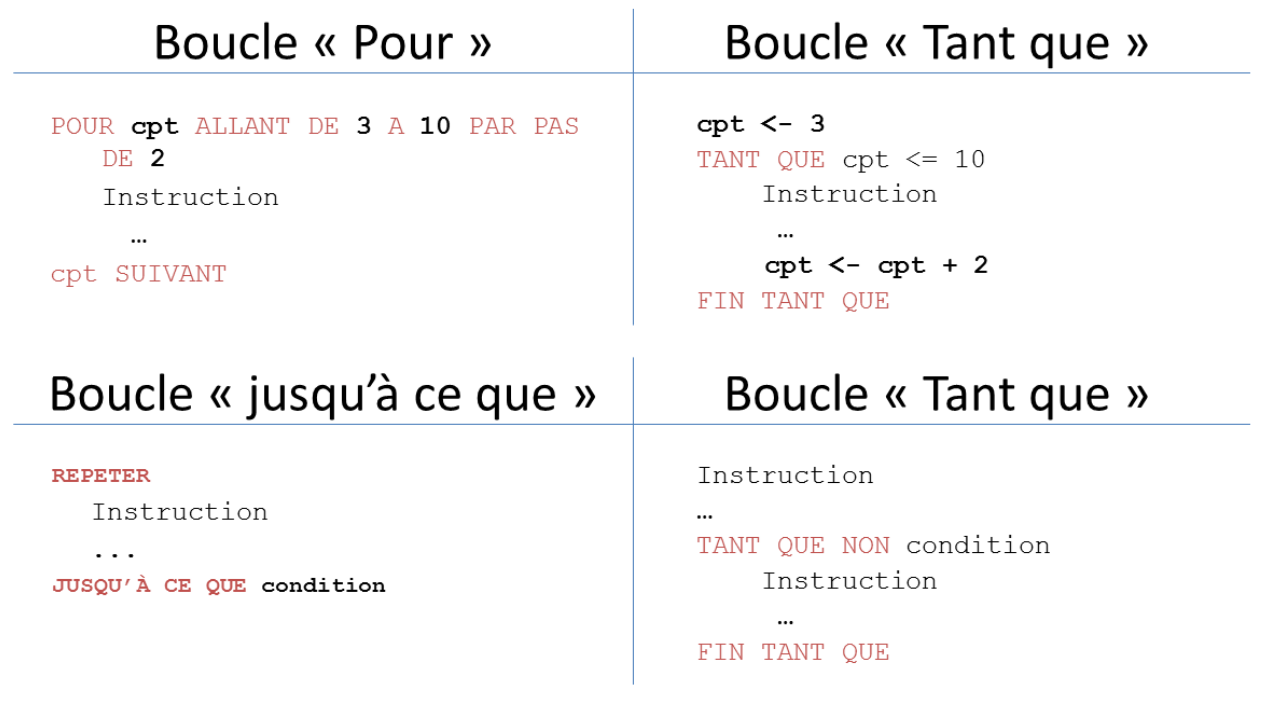 Boucle « Pour »
POUR cpt ALLANT DE 3 A 10 PAR PAS
DE 2
Instruction
…
cpt SUIVANT
Boucle « Tant que »
cpt <- 3
TANT QUE cpt <= 10
Instruction
…
cpt <- cpt + 2
FIN TANT QUE
Boucle « jusqu’à ce que »
REPETER
Instruction
...
JUSQU’À CE QUE condition
Boucle « Tant que »
Instruction
…
TANT QUE NON condition
Instruction
…
FIN TANT QUE